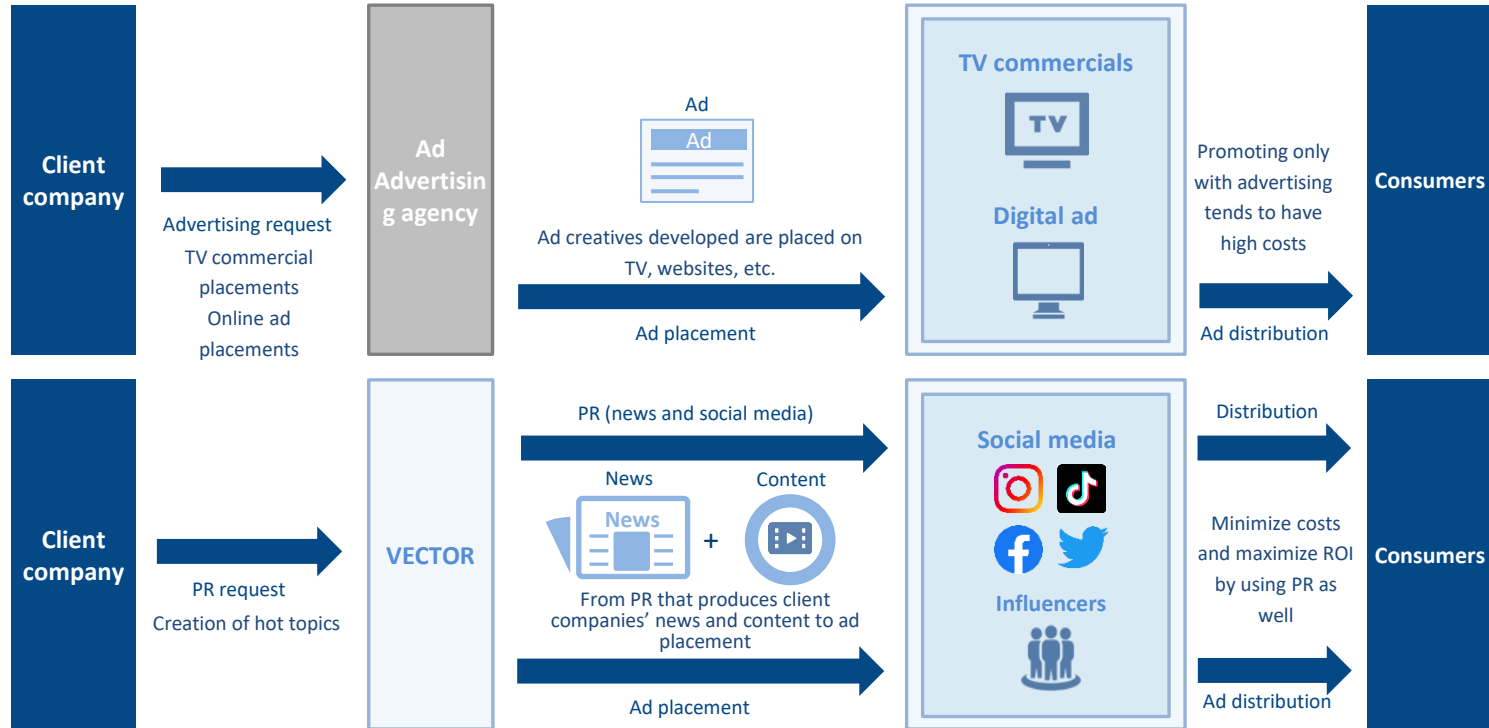 Client
company
Advertising request
TV commercial
placements
Online ad
placements
Ad
Advertisin
g agency
Ad
Ad
Ad creatives developed are placed on
TV, websites, etc.
Ad placement
TV commercials
TV
Digital ad
Promoting only
with advertising
tends to have
high costs
Ad distribution
Consumers
Client
company
PR request
Creation of hot topics
VECTOR
PR (news and social media)
News
Content
News
+
From PR that produces client
companies’ news and content to ad
placement
Ad placement
Social media
Influencers
Distribution
Minimize costs
and maximize ROI
by using PR as
well
Ad distribution
Consumers